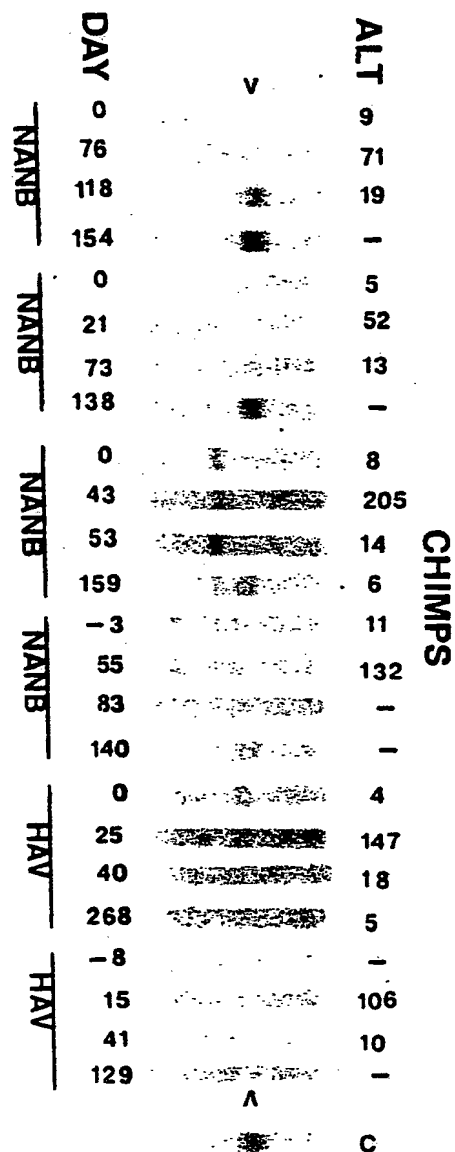 DAY V ALT
NANB
0 9
76 71
118 19
154 –
NANB
0 5
21 52
73 13
138 –
CHIMPS
NANB
0 8
43 205
53 14
159 6
NANB
–3 11
55 132
83 –
140 –
HAV
0 4
25 147
40 18
268 5
HAV
–8 –
15 106
41 10
129 –
Λ
C